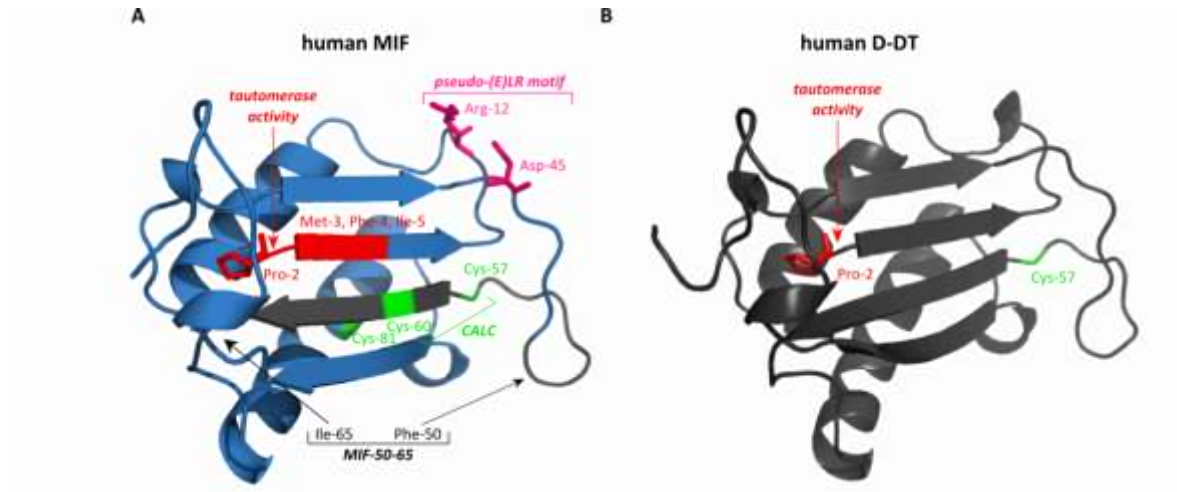 A
human MIF
pseudo-(E)LR motif
tautomerase
activity
Arg-12
Asp-45
Met-3, Phe-4, Ile-5
Pro-2
Cys-57
Cys-60
Cys-81
CALC
Ile-65
Phe-50
MIF-50-65
B
human D-DT
tautomerase
activity
Pro-2
Cys-57